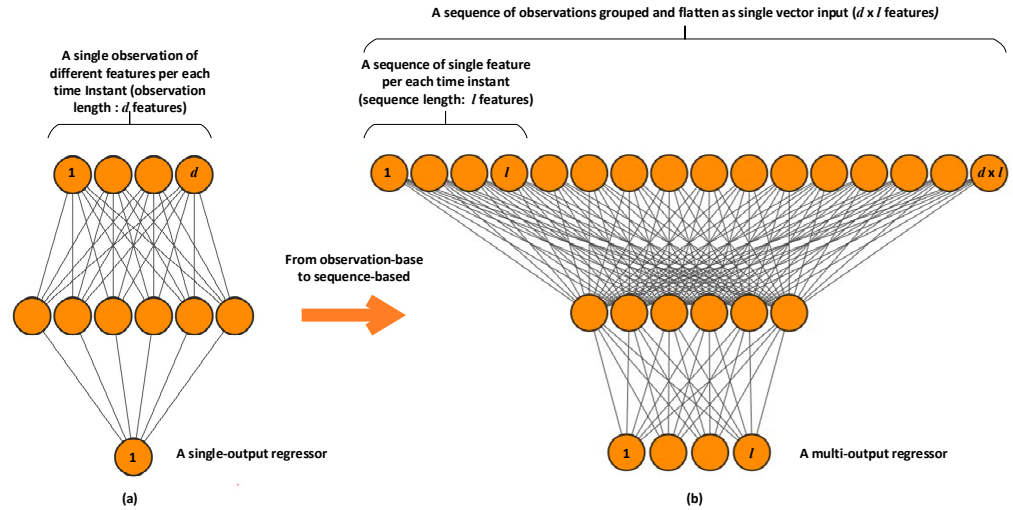 A sequence of observations grouped and flatten as single vector input (d x l features)
A single observation of
different features per each
time Instant (observation
length : d features)
A sequence of single feature
per each time instant
(sequence length: l features)
1
d
1
l
d x l
From observation-base
to sequence-based
1
A single-output regressor
1
l
A multi-output regressor
(a)
(b)